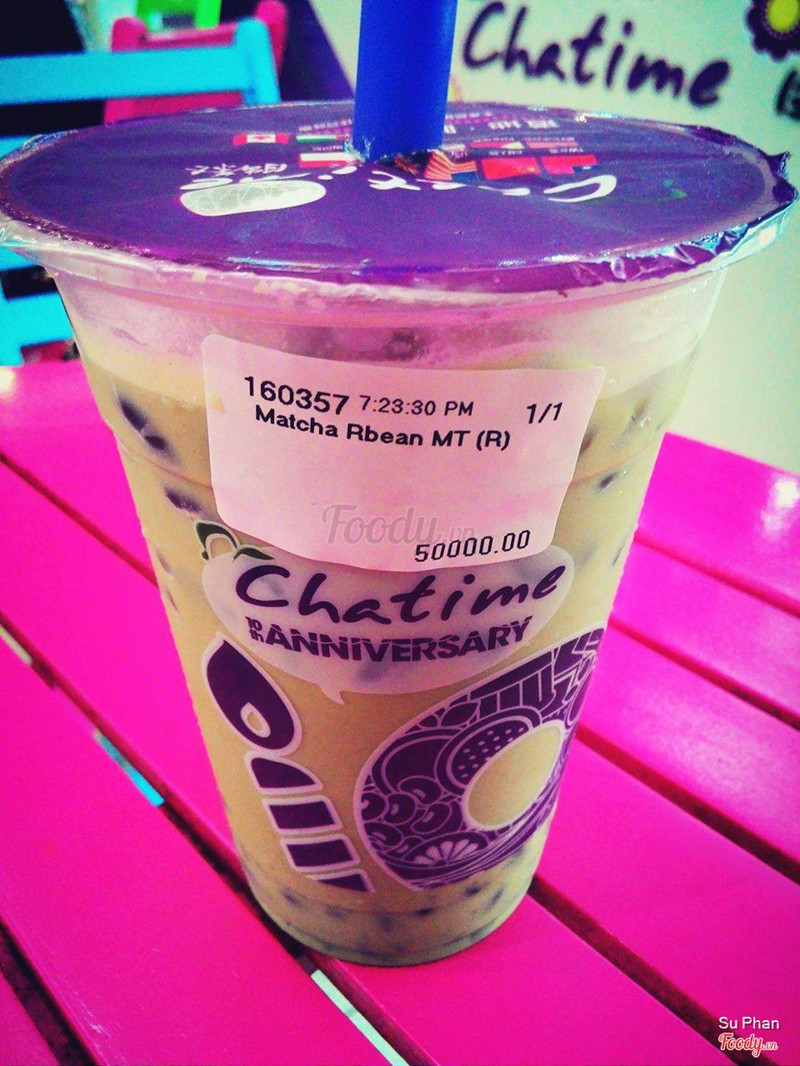 Chatime
160357 7:23:30 PM 1/1
Matcha Rbean MT (R)
50000.00
Foody.vn
Chatime
10th ANNIVERSARY
Su Phan
Foody.vn